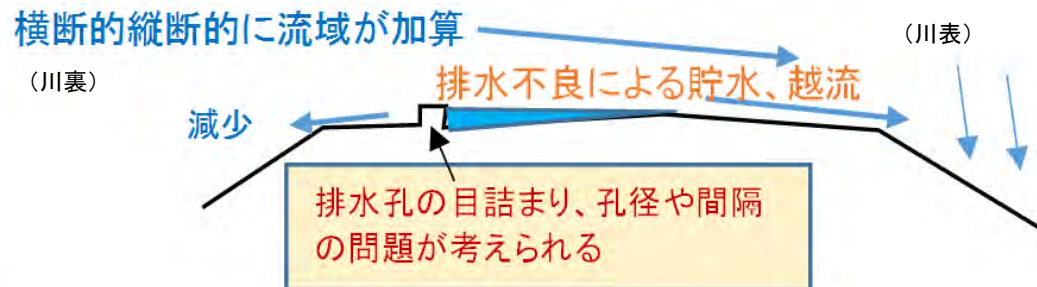 横断的縦断的に流域が加算
（川表）
（川裏）
排水不良による貯水、越流
減少
排水孔の目詰まり、孔径や間隔
の問題が考えられる